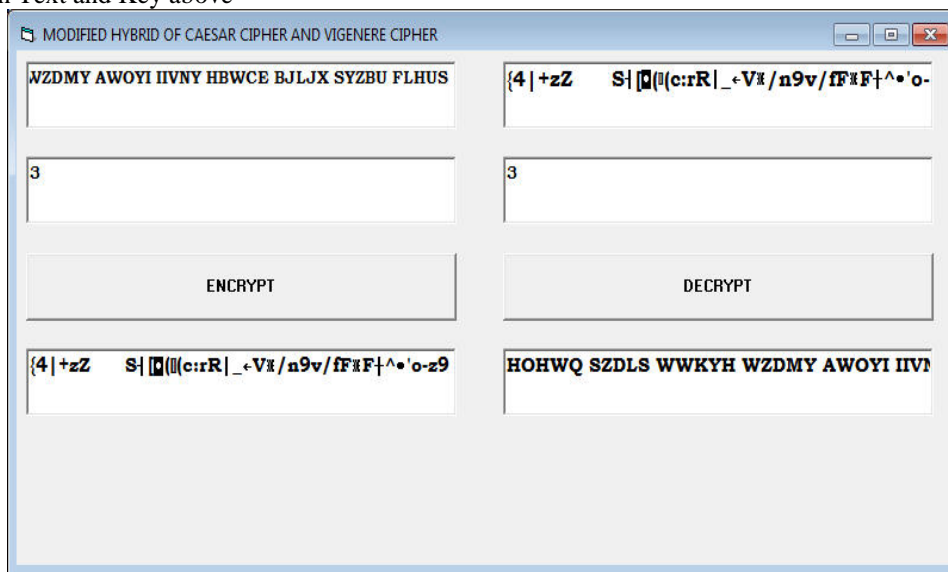 n Text and Key above
MODIFIED HYBRID OF CAESAR CIPHER AND VIGENERE CIPHER
WZDMY AWOYI IIVNY HBWCE BJLJX SYZBU FLHUS
3
3
ENCRYPT
DECRYPT
HOHWQ SZDLS WWKYH WZDMY AWOYI IIVN